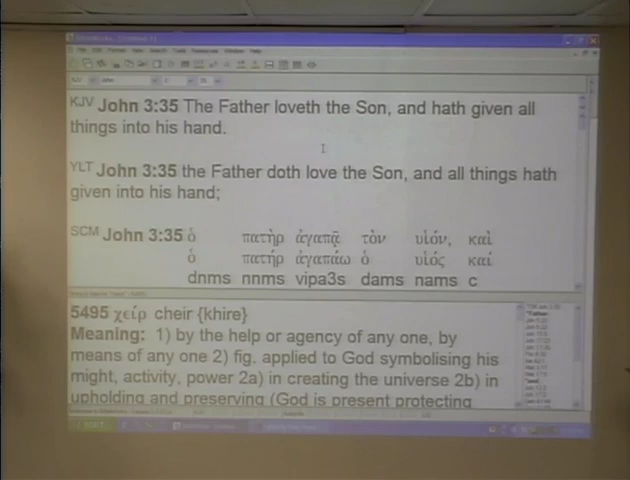 KJV John 3:35 The Father loveth the Son, and hath given all
things into his hand.
YLT John 3:35 the Father doth love the Son, and all things hath
given into his hand;
SCM John 3:35 ὁ πατὴρ ἀγαπᾷ τὸν υἱόν, καὶ
ὁ πατήρ ἀγαπάω ὁ υἱός καί
dnms nnms vipa3s dams nams c
5495 χείρ cheir {khire}
Meaning: 1) by the help or agency of any one, by
means of any one 2) fig. applied to God symbolising his
might, activity, power 2a) in creating the universe 2b) in
upholding and preserving (God is present protecting